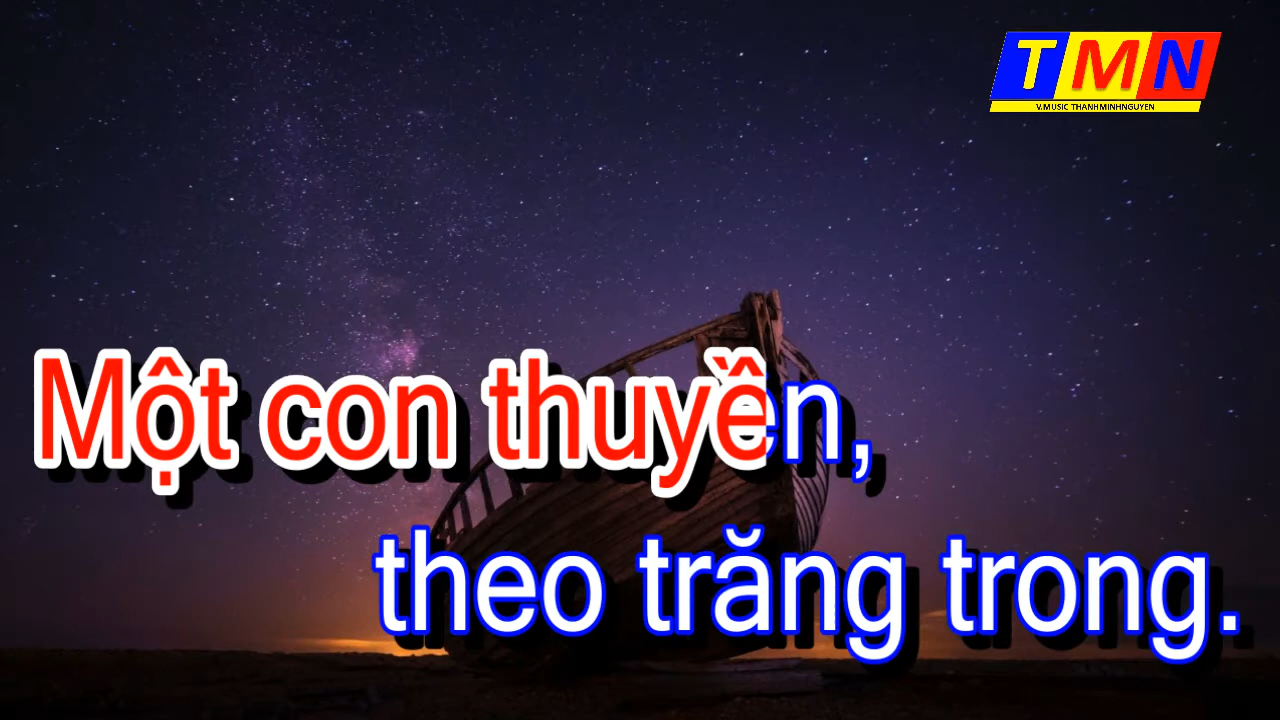 TMN
V.MUSIC THANHMINHNGUYEN
Một con thuyền,
theo trăng trong.